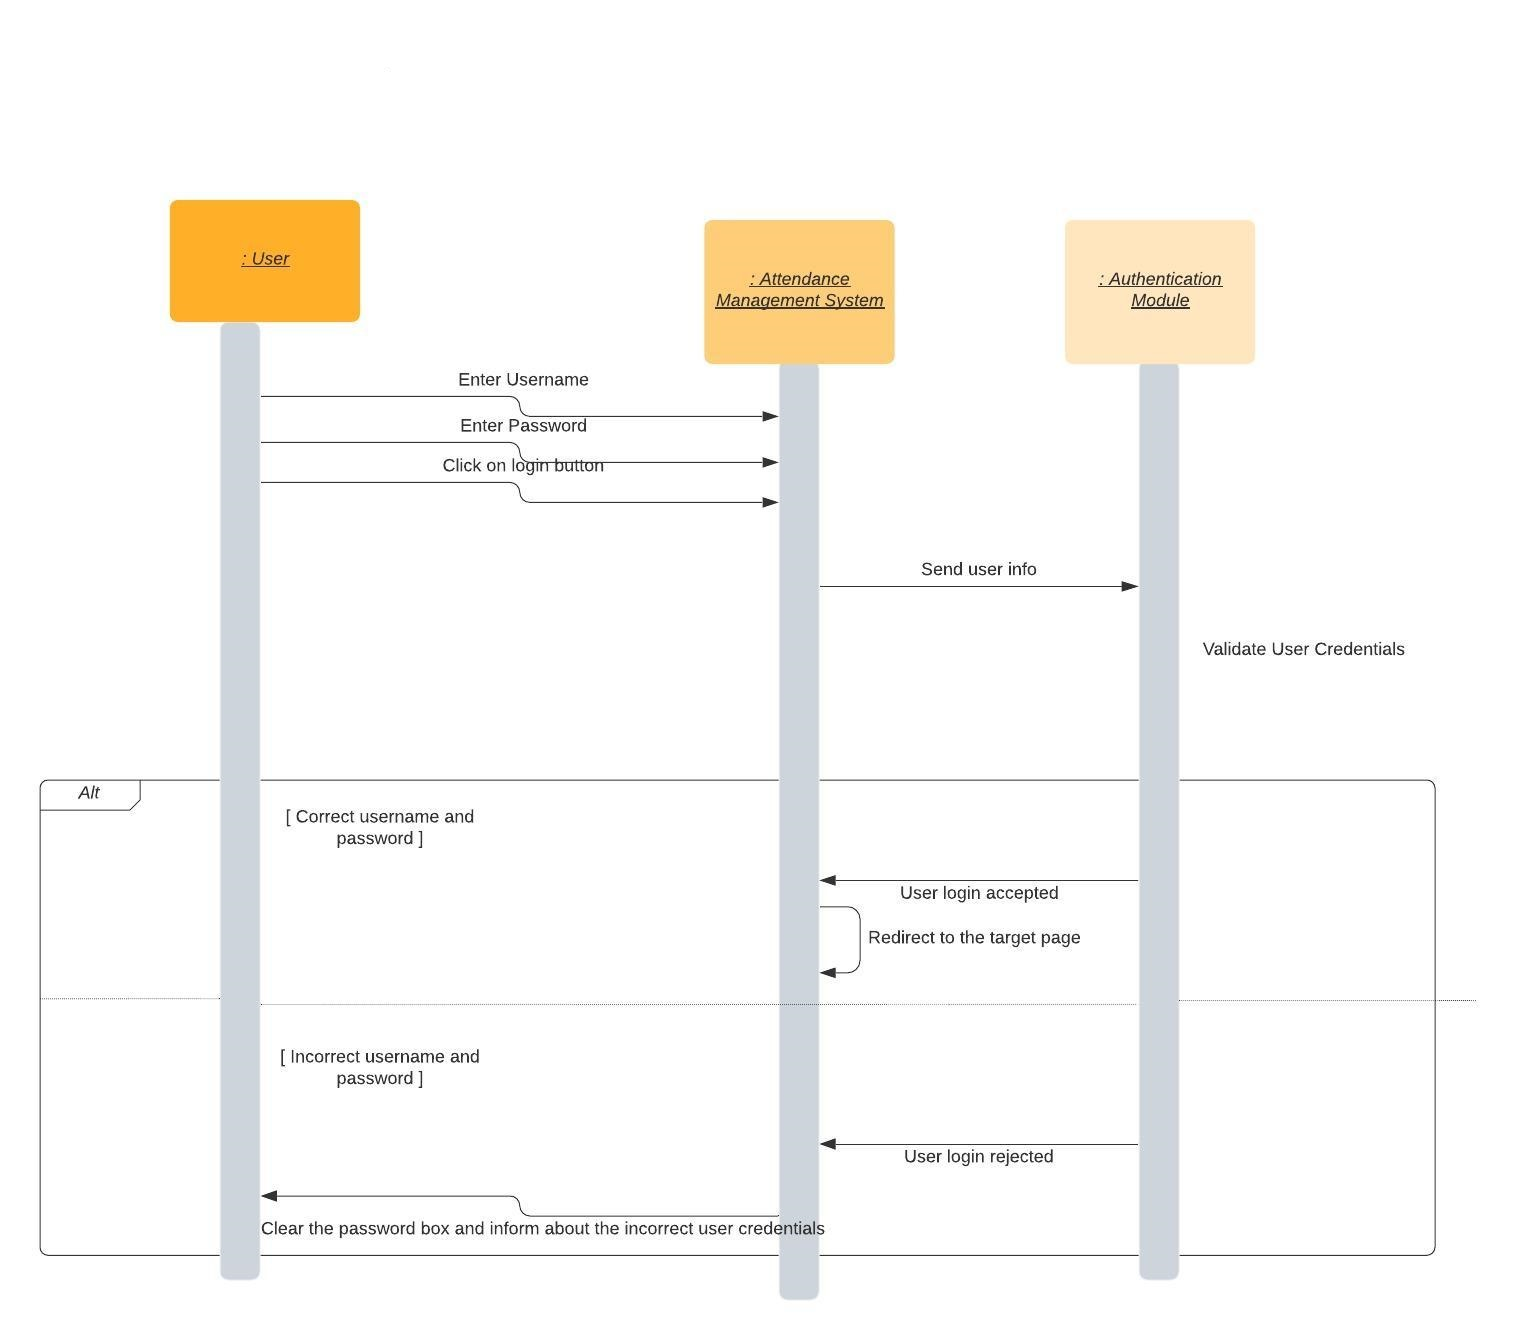 : User
: Attendance
Management System
: Authentication
Module
Enter Username
Enter Password
Click on login button
Send user info
Validate User Credentials
Alt
[ Correct username and
password ]
User login accepted
Redirect to the target page
[ Incorrect username and
password ]
User login rejected
Clear the password box and inform about the incorrect user credentials